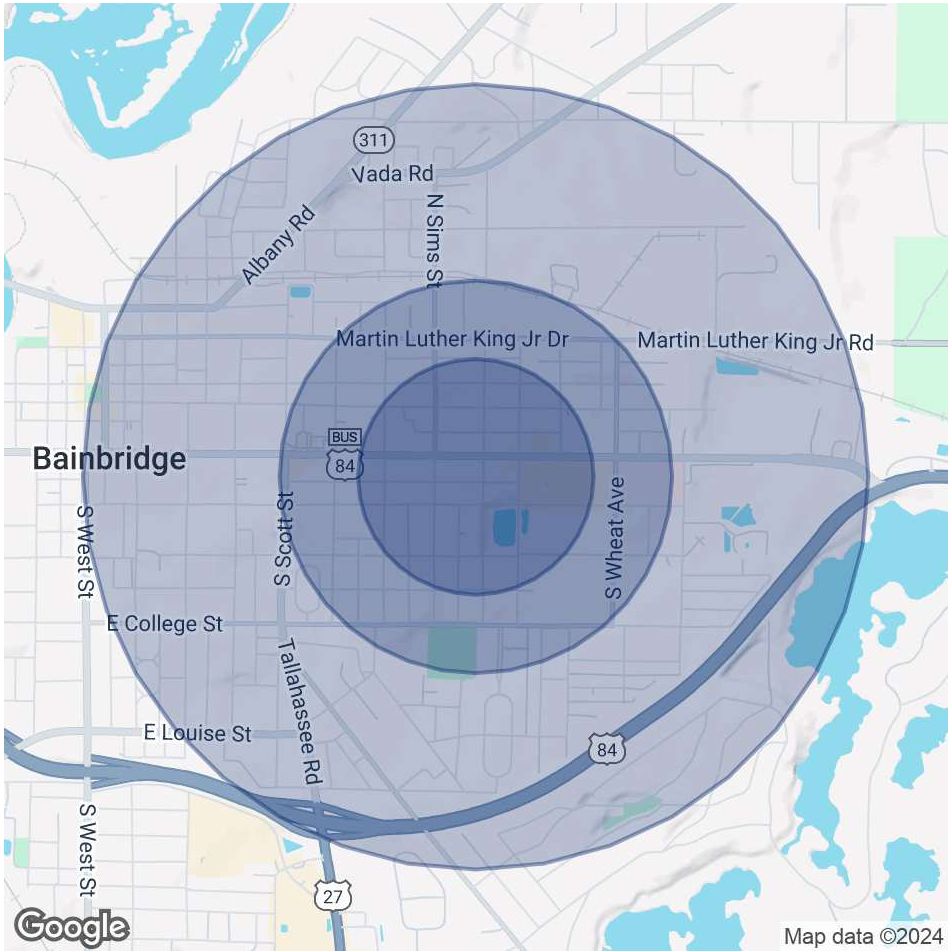 311
Vada Rd
N Sims St
Albany Rd
Martin Luther King Jr Dr
Martin Luther King Jr Rd
BUS
84
Bainbridge
S West St
S Scott St
S Wheat Ave
E College St
Tallahassee Rd
E Louise St
84
S West St
27
Google
Map data ©2024